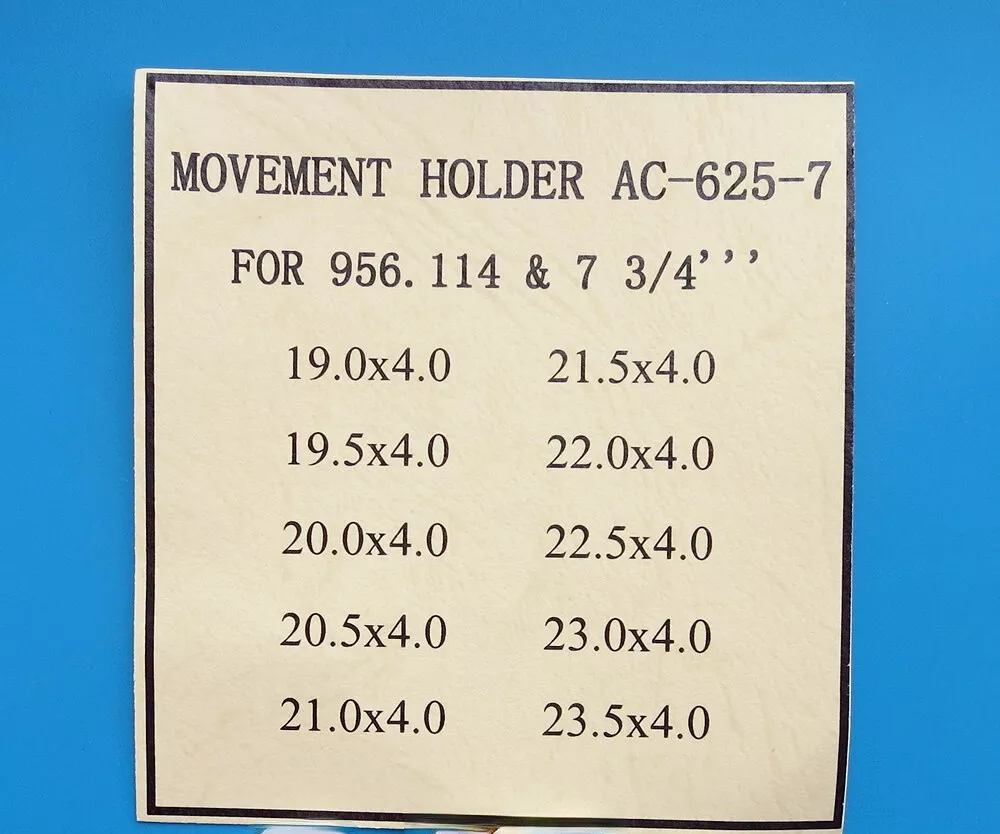 MOVEMENT HOLDER AC-625-7
FOR 956.114 & 7 3/4'''
19.0x4.0 21.5x4.0
19.5x4.0 22.0x4.0
20.0x4.0 22.5x4.0
20.5x4.0 23.0x4.0
21.0x4.0 23.5x4.0